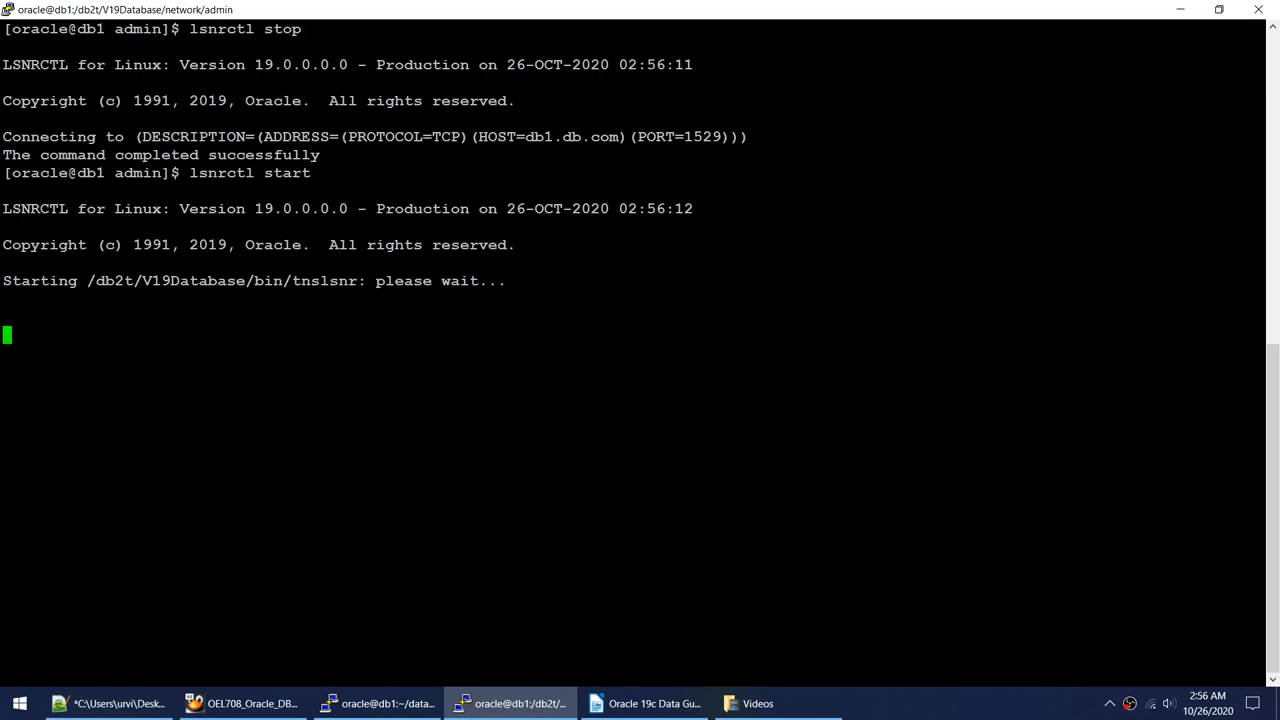 oracle@db1:/db2t/V19Database/network/admin
[oracle@db1 admin]$ lsnrctl stop
LSNRCTL for Linux: Version 19.0.0.0.0 - Production on 26-OCT-2020 02:56:11
Copyright (c) 1991, 2019, Oracle.  All rights reserved.
Connecting to (DESCRIPTION=(ADDRESS=(PROTOCOL=TCP)(HOST=db1.db.com)(PORT=1529)))
The command completed successfully
[oracle@db1 admin]$ lsnrctl start
LSNRCTL for Linux: Version 19.0.0.0.0 - Production on 26-OCT-2020 02:56:12
Copyright (c) 1991, 2019, Oracle.  All rights reserved.
Starting /db2t/V19Database/bin/tnslsnr: please wait...
*C:\Users\urvi\Desk... OEL708_Oracle_DB... oracle@db1:~/data... oracle@db1:/db2t/... Oracle 19c Data Gu... Videos
2:56 AM
10/26/2020